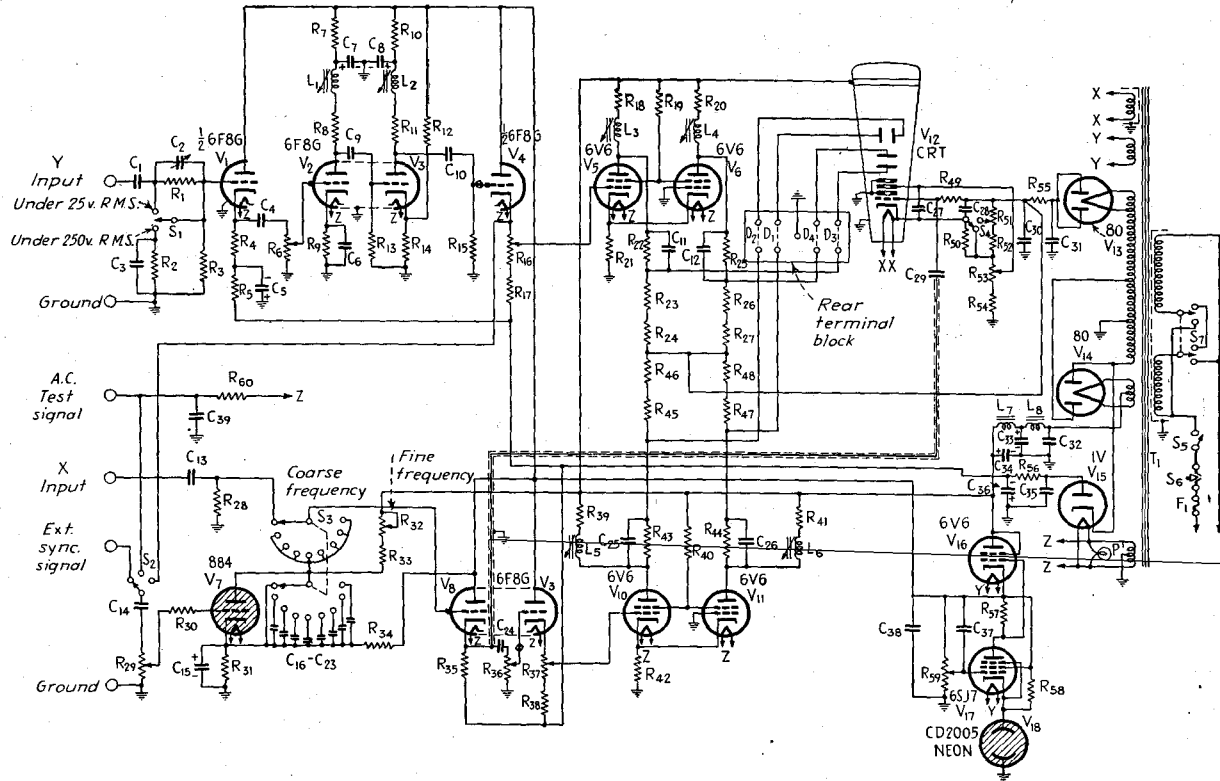 Y
Input
Under 25v. R.M.S.
Under 250v. R.M.S.
Ground
C1
C2
R1
S1
C3
R2
R3
½ 6F8G
V1
Z
C4
R4
R5
C5
R6
R7
C7
C8
R10
L1
L2
R8
C9
R11
R12
6F8G
V2
V3
Z
Z
R9
C6
R13
R14
C10
R15
½6F8G
V4
Z
R16
R17
R18
R19
R20
L3
L4
6V6
V5
6V6
V6
Z
Z
R21
R22
C11
C12
R25
R23
R26
R24
R27
R46
R48
R45
R47
D2
D1
D4
D3
Rear
terminal
block
V12
CRT
XX
C27
C29
R49
C28
R50
S4
R51
R52
R53
R54
C30
R55
C31
80
V13
X
X
Y
Y
80
V14
S7
S5
S6
F1
T1
L7
L8
C33
C32
C34
R56
C35
C36
1V
V15
P1
Z
Z
A.C.
Test
signal
R60
Z
C39
X
Input
C13
R28
Coarse
frequency
S3
Fine
frequency
R32
R33
Ext.
sync.
signal
S2
C14
R29
Ground
R30
884
V7
C15
R31
C16-C23
R34
V8
6F8G
V3
Z
Z
R35
C24
R36
R37
R38
R39
L5
C25
R43
R40
R44
C26
R41
L6
6V6
V10
6V6
V11
Z
Z
R42
6V6
V16
Y
R57
C38
C37
R59
6SJ7
V17
Y
R58
V18
CD2005
NEON